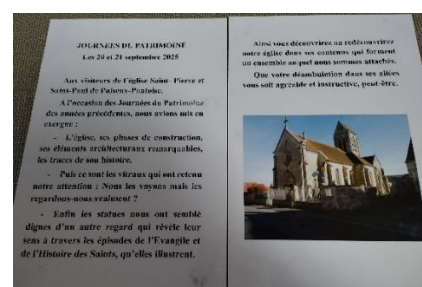 JOURNEES DU PATRIMOINE
Les 20 et 21 septembre 2025
Aux visiteurs de l'église Saint-Pierre et
Saint-Paul de Puiseux-Pontoise.
A l'occasion des Journées du Patrimoine
des années précédentes, nous avions mis en
exergue :
- L'église, ses phases de construction,
ses éléments architecturaux remarquables,
les traces de son histoire.
- Puis ce sont les vitraux qui ont retenu
notre attention : Nous les voyons mais les
regardons-nous vraiment ?
- Enfin les statues nous ont semblé
dignes d'un autre regard qui révèle leur
sens à travers les épisodes de l'Evangile et
de l'Histoire des Saints, qu'elles illustrent.
Ainsi vous découvrirez ou redécouvrirez
notre église dans ses contenus qui forment
un ensemble auquel nous sommes attachés.
Que votre déambulation dans ses allées
vous soit agréable et instructive, peut-être.